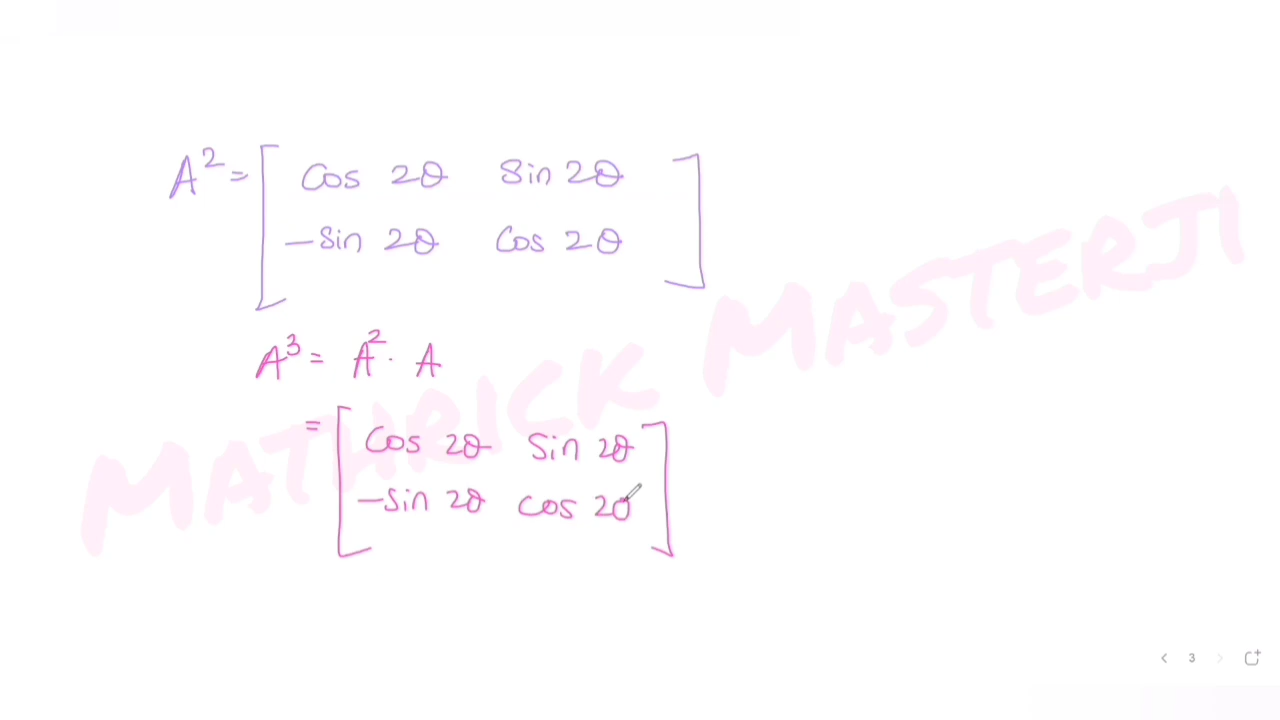 A² = [ Cos 2θ Sin 2θ
-Sin 2θ Cos 2θ ]
A³ = A² · A
= [ Cos 2θ Sin 2θ
-Sin 2θ Cos 20 ]
MATHRICK MASTERJI
< 3 >